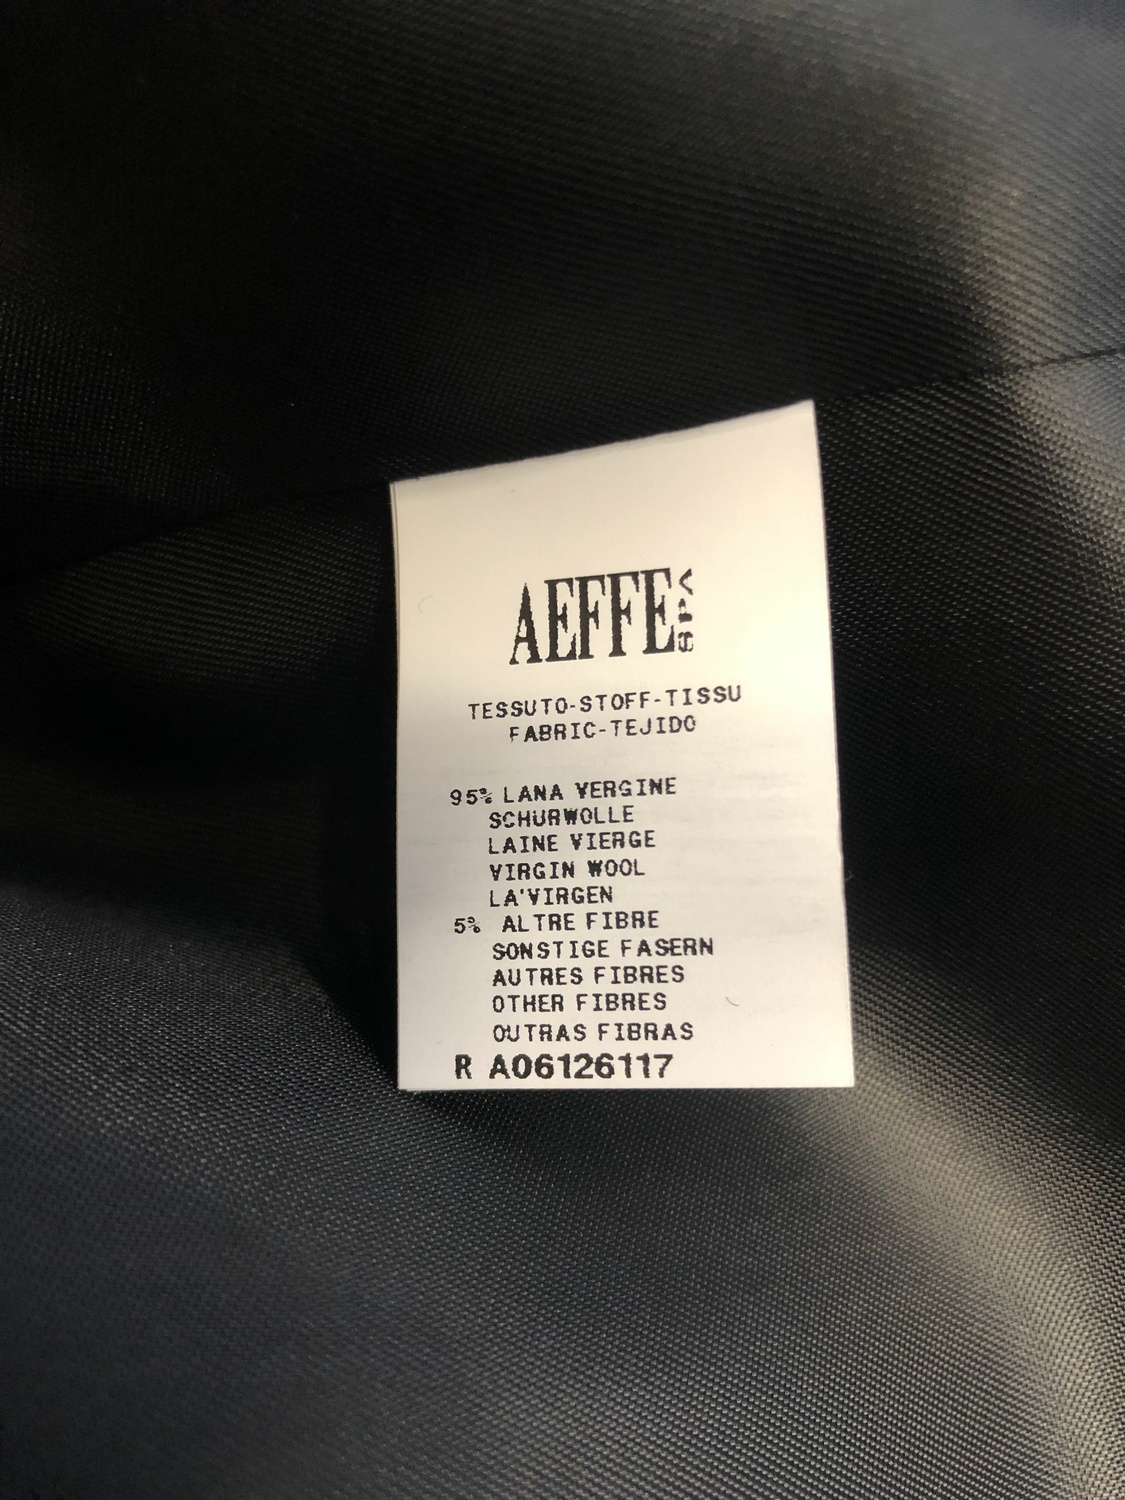 AEFFE SPA
TESSUTO-STOFF-TISSU
FABRIC-TEJIDO
95% LANA VERGINE
SCHURWOLLE
LAINE VIERGE
VIRGIN WOOL
LA'VIRGEN
5% ALTRE FIBRE
SONSTIGE FASERN
AUTRES FIBRES
OTHER FIBRES
OUTRAS FIBRAS
R A06126117